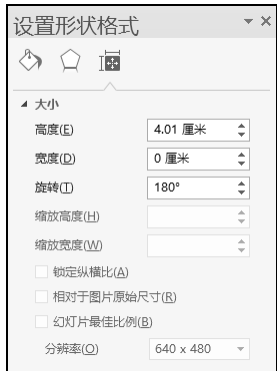 设置形状格式
大小
高度(E) 4.01 厘米
宽度(D) 0 厘米
旋转(T) 180°
缩放高度(H)
缩放宽度(W)
锁定纵横比(A)
相对于图片原始尺寸(R)
幻灯片最佳比例(B)
分辨率(O) 640 x 480